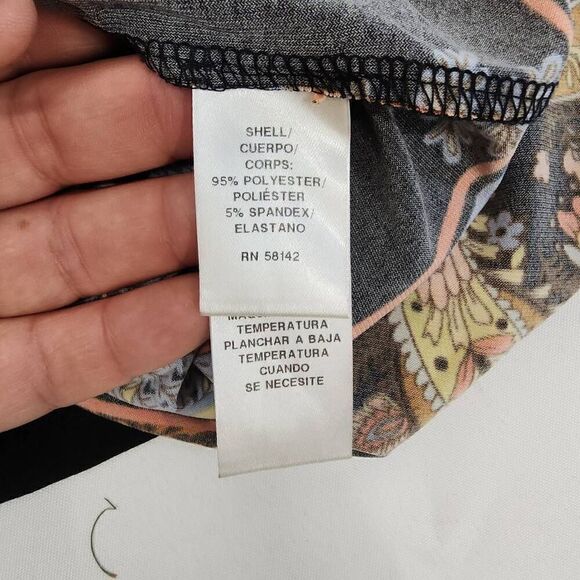 SHELL/
CUERPO/
CORPS:
95% POLYESTER/
POLIÉSTER
5% SPANDEX/
ELASTANO
RN 58142
TEMPERATURA
PLANCHAR A BAJA
TEMPERATURA
CUANDO
SE NECESITE